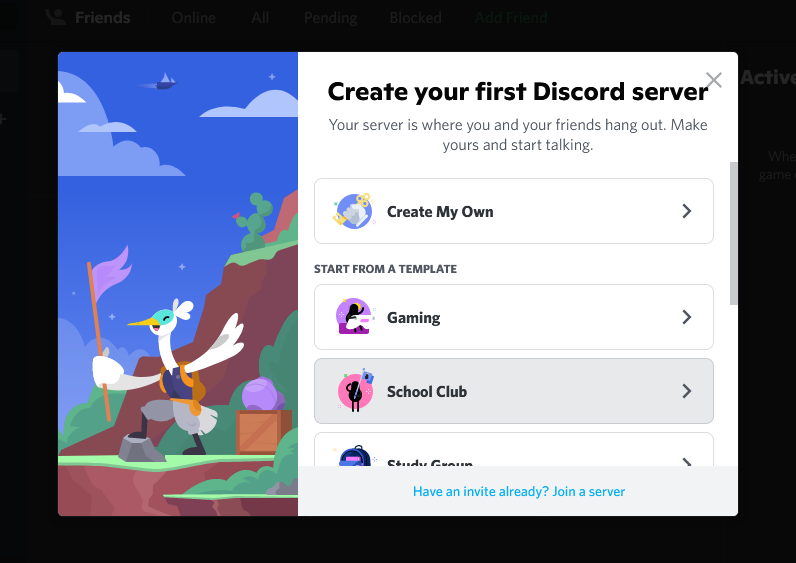 Friends
Online
All
Pending
Blocked
Add Friend
Active
Create your first Discord server
Your server is where you and your friends hang out. Make
yours and start talking.
Whe
game
Create My Own
START FROM A TEMPLATE
Gaming
School Club
Study Group
Have an invite already? Join a server